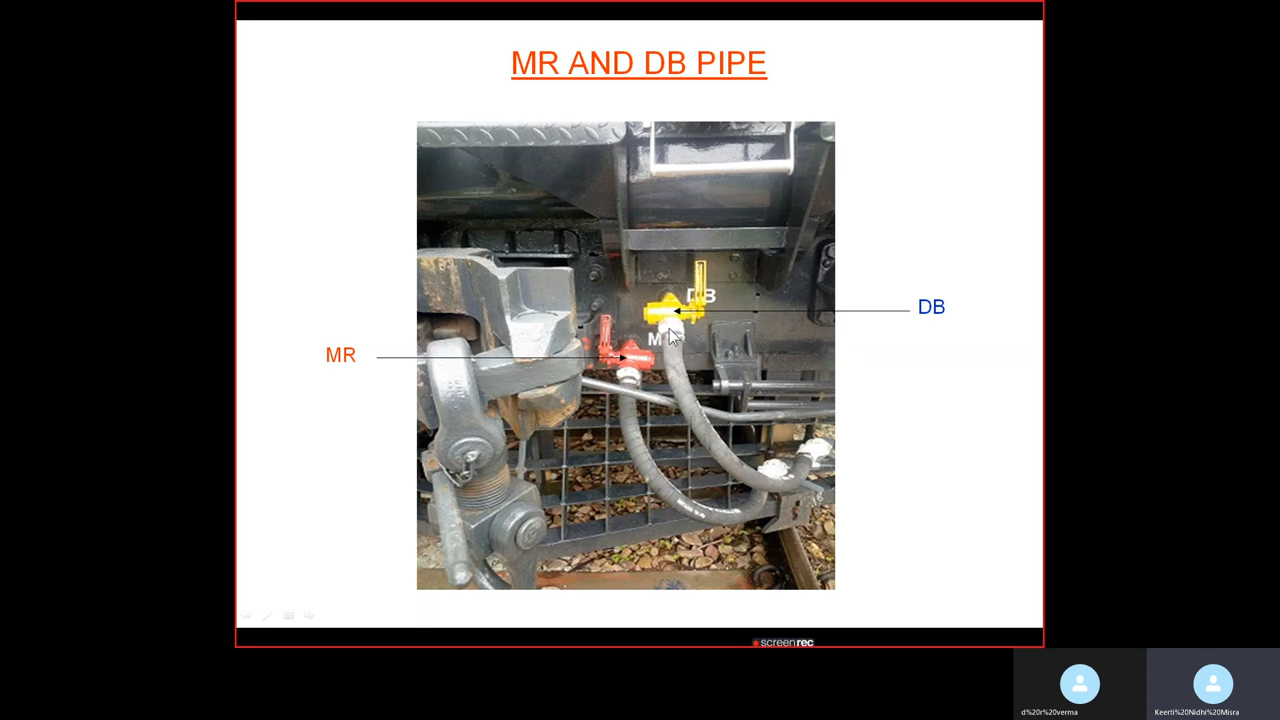 MR AND DB PIPE
DB
M
DB
MR
screenrec
d%20r%20verma
Keerti%20Nidhi%20Misra